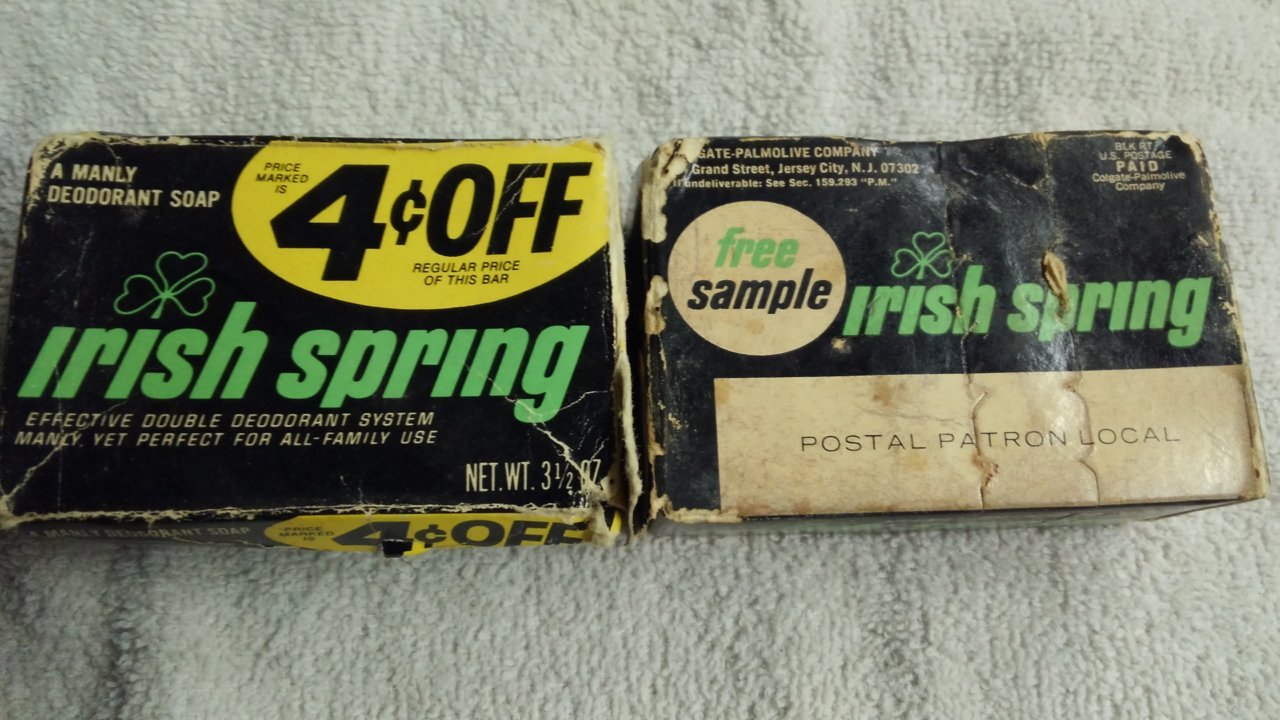 A MANLY
DEODORANT SOAP
PRICE
MARKED
IS
4¢OFF
REGULAR PRICE
OF THIS BAR
irish spring
EFFECTIVE DOUBLE DEODORANT SYSTEM
MANLY, YET PERFECT FOR ALL-FAMILY USE
NET. WT. 3½ OZ.
A MANLY DEODORANT SOAP
PRICE
MARKED
IS
4¢OFF
GATE-PALMOLIVE COMPANY
Grand Street, Jersey City, N.J. 07302
If undeliverable: See Sec. 159.293 "P.M."
BLK RT
U.S. POSTAGE
PAID
Colgate-Palmolive
Company
free
sample
irish spring
POSTAL PATRON LOCAL